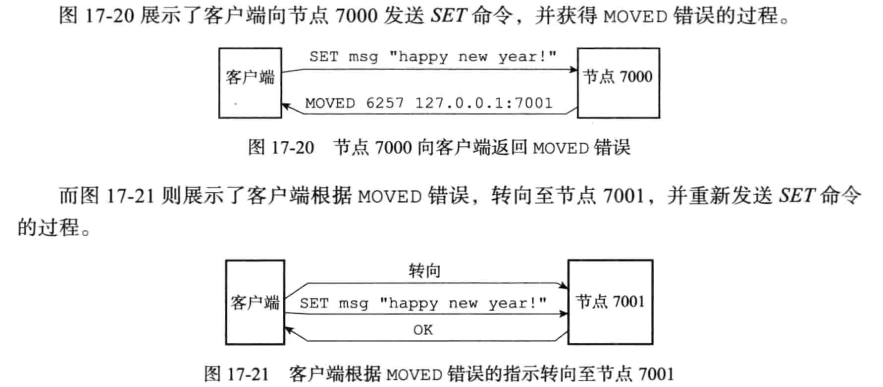 图 17-20 展示了客户端向节点 7000 发送 SET 命令，并获得 MOVED 错误的过程。
SET msg "happy new year!"
客户端
节点 7000
MOVED 6257 127.0.0.1:7001
图 17-20 节点 7000 向客户端返回 MOVED 错误
而图 17-21 则展示了客户端根据 MOVED 错误，转向至节点 7001，并重新发送 SET 命令
的过程。
转向
客户端
SET msg "happy new year!"
节点 7001
OK
图 17-21 客户端根据 MOVED 错误的指示转向至节点 7001